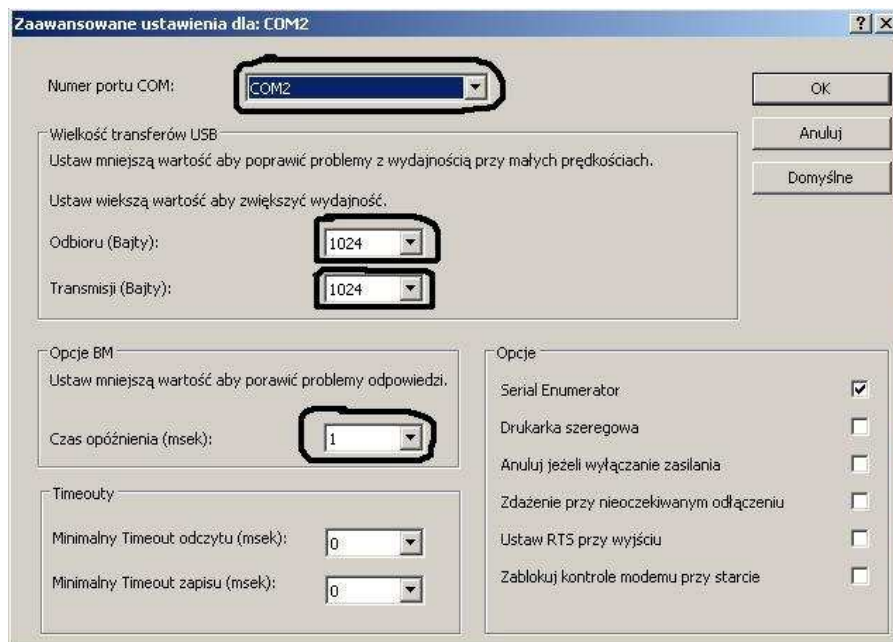 Zaawansowane ustawienia dla: COM2
Numer portu COM:
COM2
OK
Anuluj
Domyślne
Wielkość transferów USB
Ustaw mniejszą wartość aby poprawić problemy z wydajnością przy małych prędkościach.
Ustaw wiekszą wartość aby zwiększyć wydajność.
Odbioru (Bajty):
1024
Transmisji (Bajty):
1024
Opcje BM
Ustaw mniejszą wartość aby porawić problemy odpowiedzi.
Czas opóźnienia (msek):
1
Timeouty
Minimalny Timeout odczytu (msek):
0
Minimalny Timeout zapisu (msek):
0
Opcje
Serial Enumerator
Drukarka szeregowa
Anuluj jeżeli wyłączanie zasilania
Zdażenie przy nieoczekiwanym odłączeniu
Ustaw RTS przy wyjściu
Zablokuj kontrole modemu przy starcie